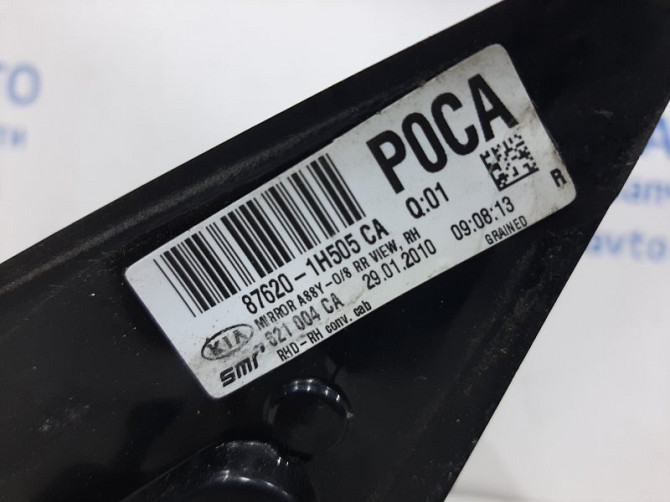 POCA
87620-1H505 CA Q:01
MIRROR ASSY-O/S RR VIEW, RH
KIA
821 004 CA 29.01.2010 09:08:13
smr RHD-RH conv. cab
GRAINED R